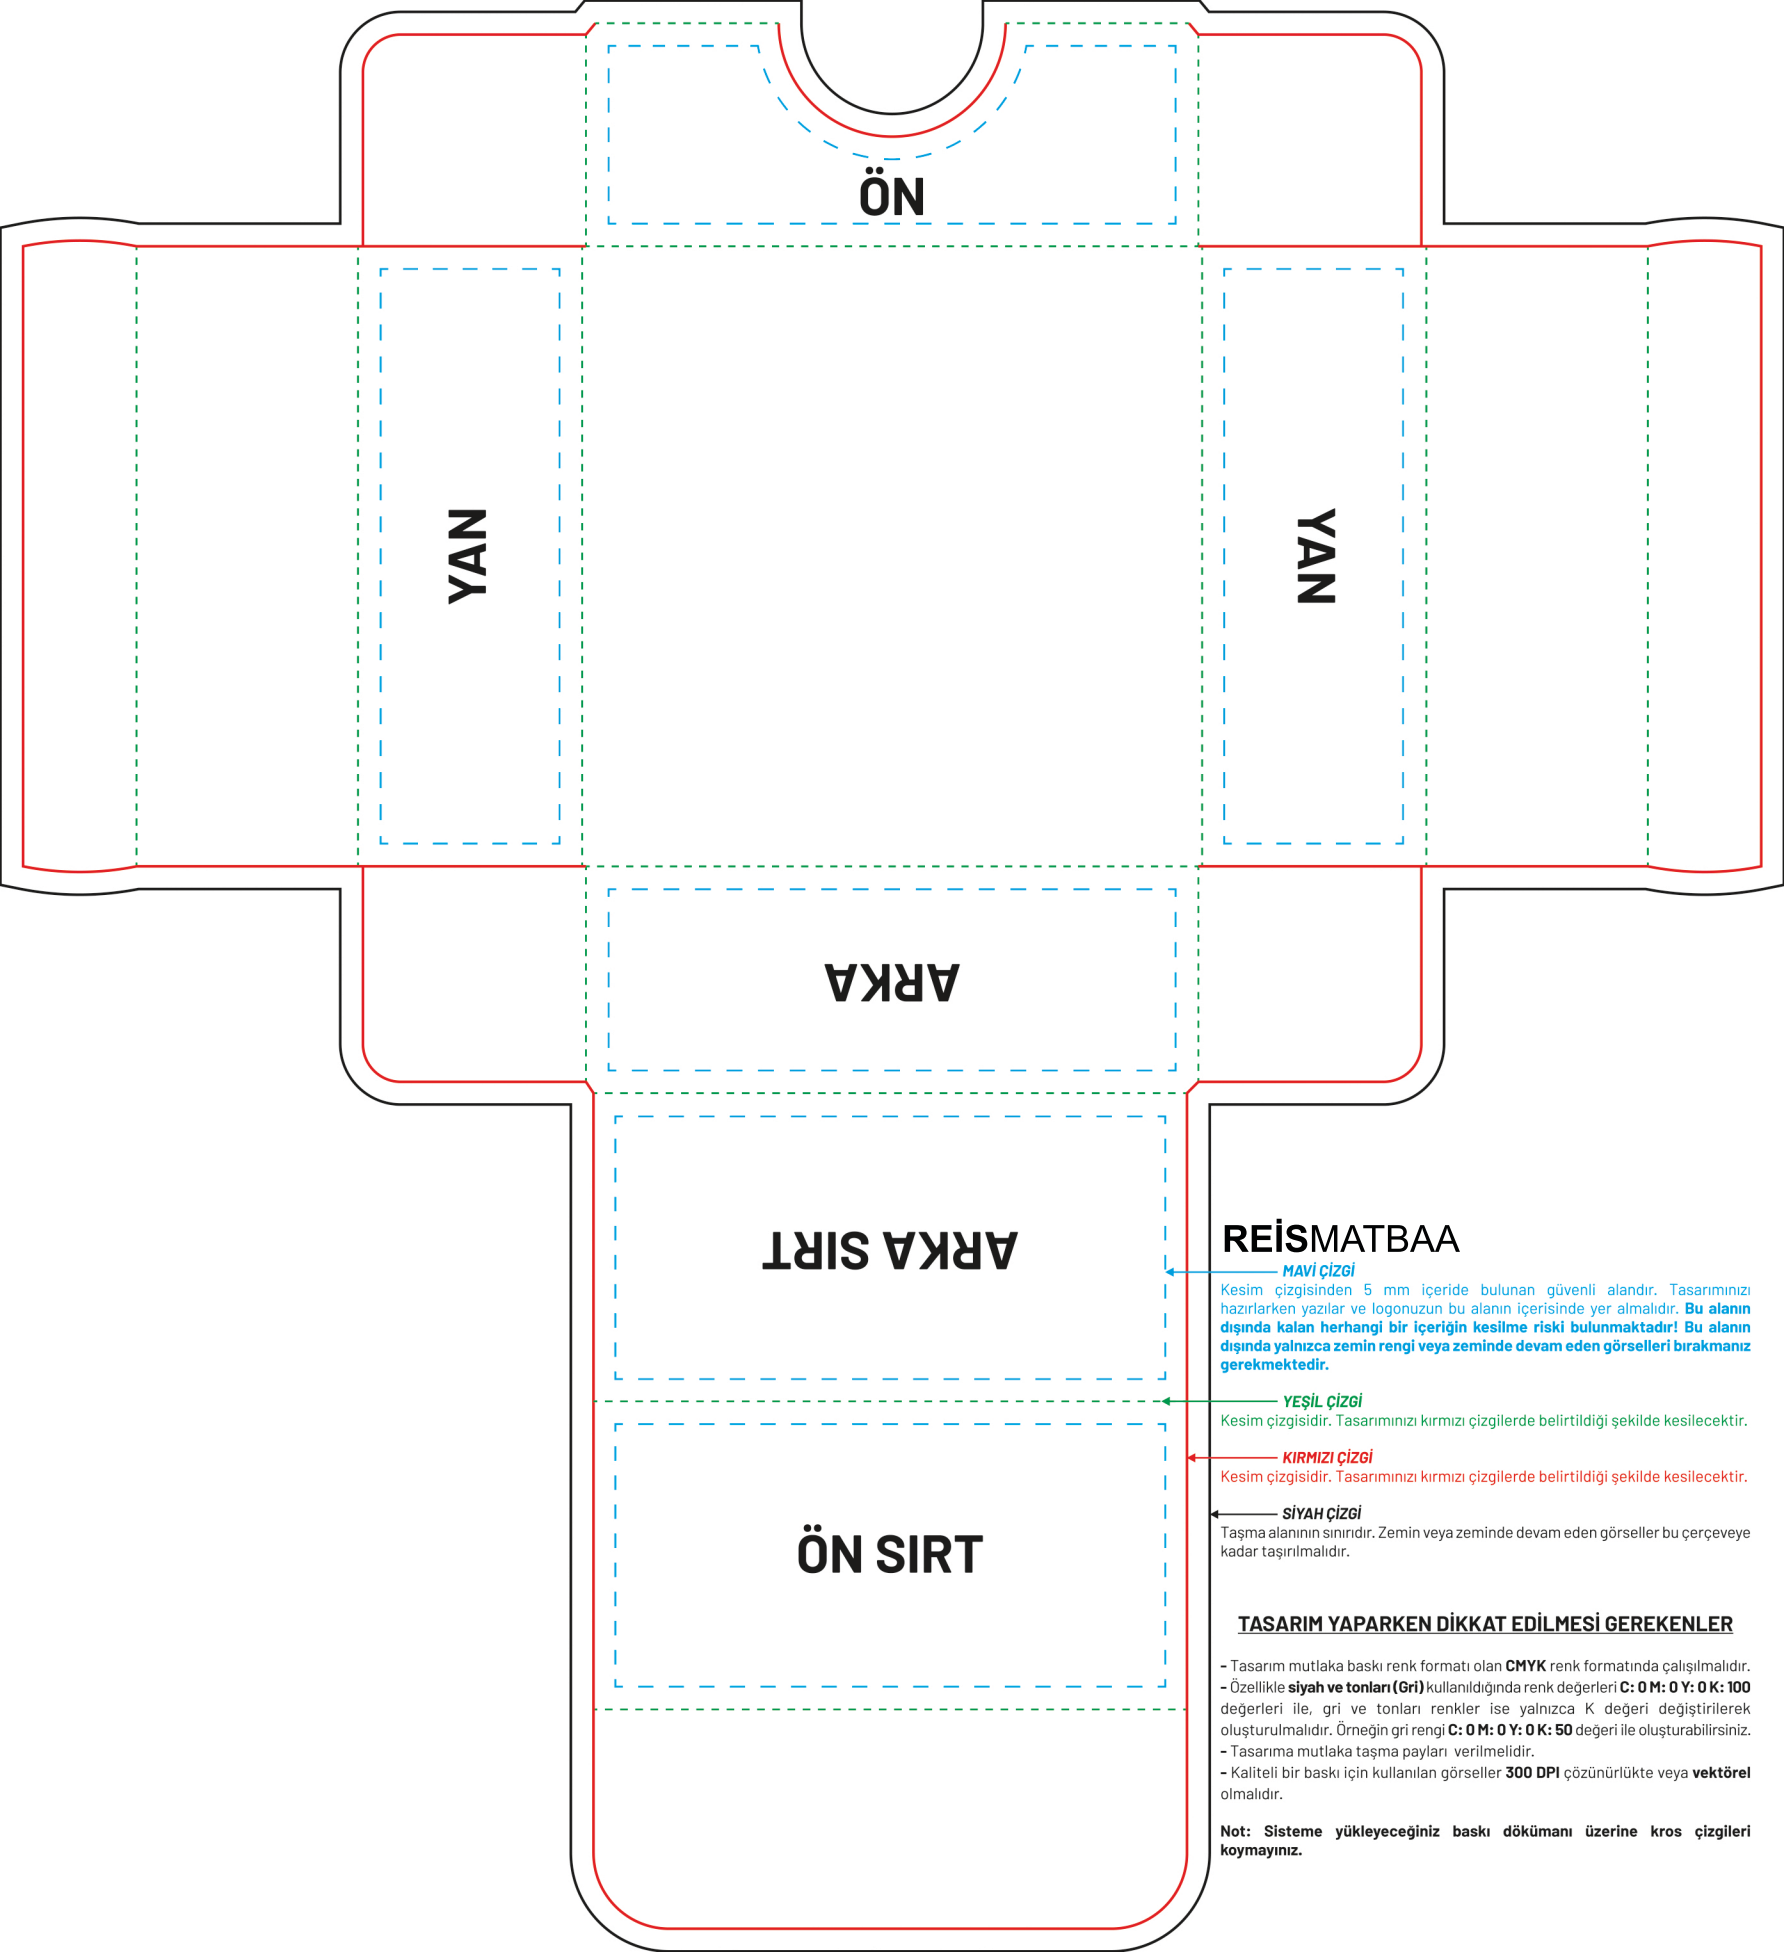 ÖN
YAN
YAN
ARKA
ARKA SIRT
ÖN SIRT
REİSMATBAA
MAVİ ÇİZGİ
Kesim çizgisinden 5 mm içeride bulunan güvenli alandır. Tasarımınızı
hazırlarken yazılar ve logonuzun bu alanın içerisinde yer almalıdır. Bu alanın
dışında kalan herhangi bir içeriğin kesilme riski bulunmaktadır! Bu alanın
dışında yalnızca zemin rengi veya zeminde devam eden görselleri bırakmanız
gerekmektedir.
YEŞİL ÇİZGİ
Kesim çizgisidir. Tasarımınızı kırmızı çizgilerde belirtildiği şekilde kesilecektir.
KIRMIZI ÇİZGİ
Kesim çizgisidir. Tasarımınızı kırmızı çizgilerde belirtildiği şekilde kesilecektir.
SİYAH ÇİZGİ
Taşma alanının sınırıdır. Zemin veya zeminde devam eden görseller bu çerçeveye
kadar taşırılmalıdır.
TASARIM YAPARKEN DİKKAT EDİLMESİ GEREKENLER
- Tasarım mutlaka baskı renk formatı olan CMYK renk formatında çalışılmalıdır.
- Özellikle siyah ve tonları (Gri) kullanıldığında renk değerleri C: 0 M: 0 Y: 0 K: 100
değerleri ile, gri ve tonları renkler ise yalnızca K değeri değiştirilerek
oluşturulmalıdır. Örneğin gri rengi C: 0 M: 0 Y: 0 K: 50 değeri ile oluşturabilirsiniz.
- Tasarıma mutlaka taşma payları verilmelidir.
- Kaliteli bir baskı için kullanılan görseller 300 DPI çözünürlükte veya vektörel
olmalıdır.
Not: Sisteme yükleyeceğiniz baskı dökümanı üzerine kros çizgileri
koymayınız.